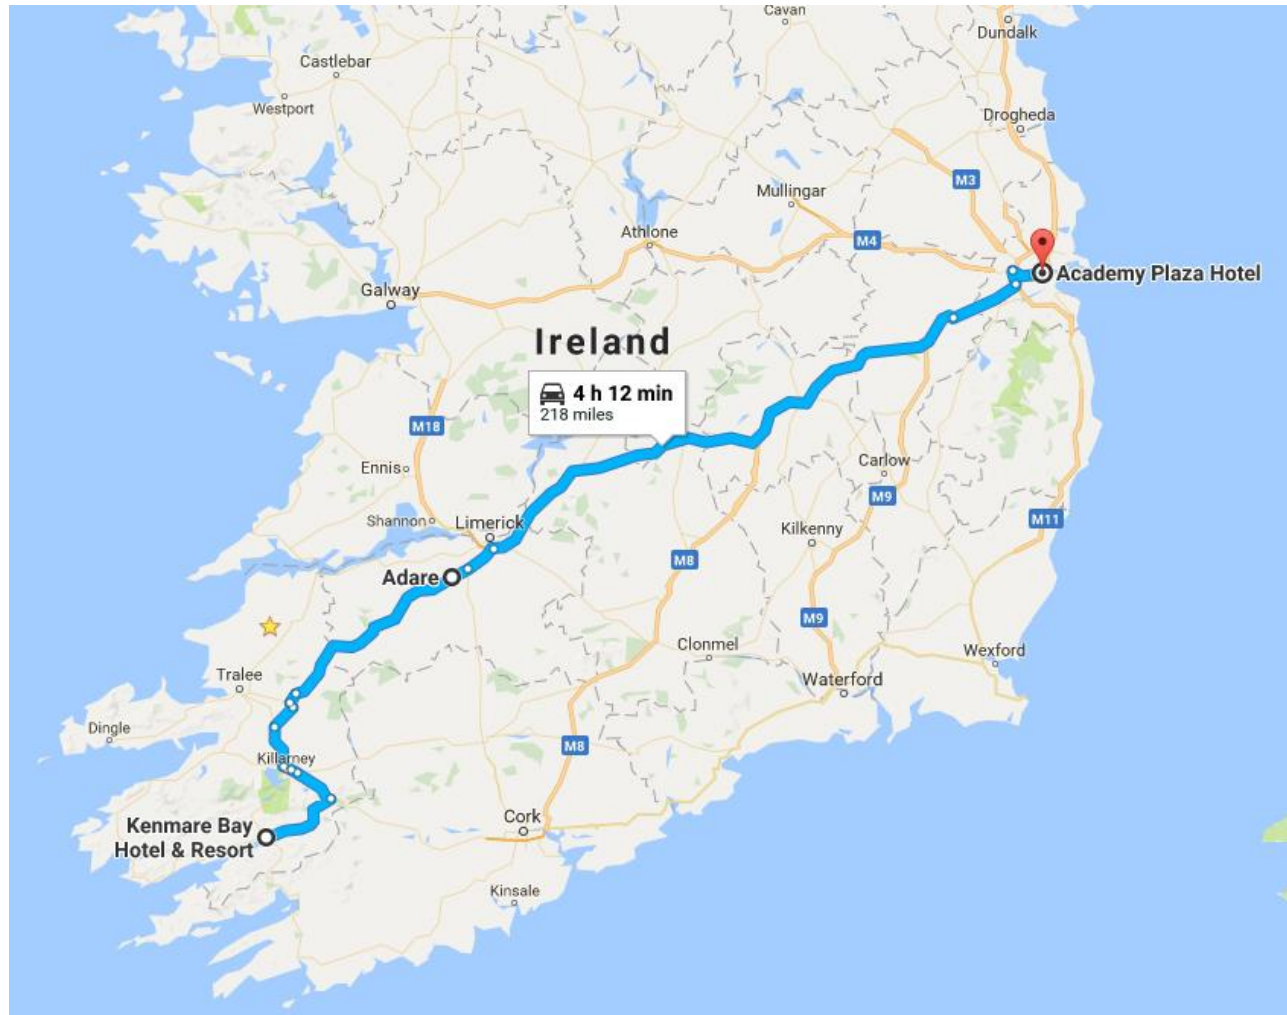 Cavan
Dundalk
Castlebar
Westport
Drogheda
M3
Mullingar
Athlone
M4
Academy Plaza Hotel
Galway
Ireland
4 h 12 min
218 miles
M18
Ennis
Carlow
M9
Shannon
Limerick
M11
Kilkenny
M8
Adare
M9
Clonmel
Wexford
Tralee
Waterford
Dingle
M8
Killarney
Kenmare Bay
Hotel & Resort
Cork
Kinsale